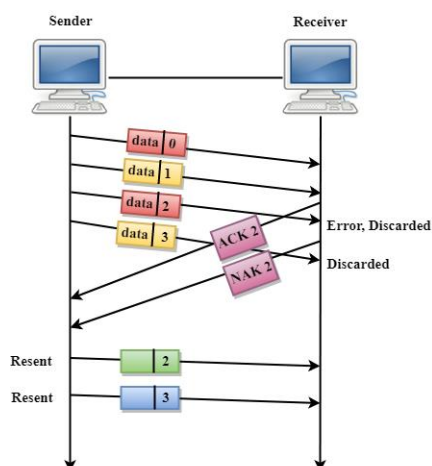 Sender
Receiver
data 0
data 1
data 2
data 3
ACK 2
Error, Discarded
NAK 2
Discarded
Resent
2
Resent
3